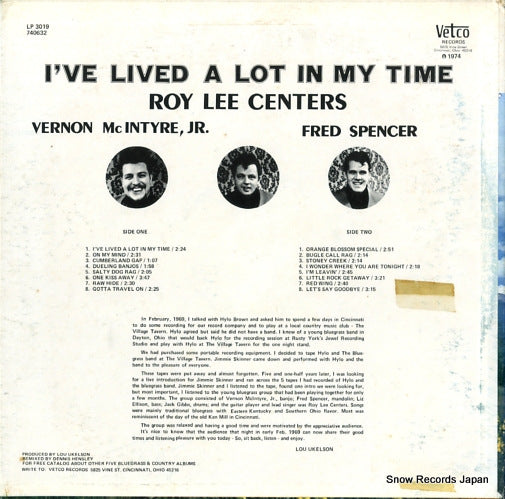 LP 3019
740632
Vetco
RECORDS
5825 Vine Street
Cincinnati, Ohio 45216
℗ 1974
I'VE LIVED A LOT IN MY TIME
ROY LEE CENTERS
VERNON McINTYRE, JR.
FRED SPENCER
SIDE ONE
1. I'VE LIVED A LOT IN MY TIME / 2:24
2. ON MY MIND / 2:31
3. CUMBERLAND GAP / 1:07
4. DUELING BANJOS / 1:58
5. SALTY DOG RAG / 2:05
6. ONE KISS AWAY / 3:47
7. RAW HIDE / 2:30
8. GOTTA TRAVEL ON / 2:25
SIDE TWO
1. ORANGE BLOSSOM SPECIAL / 2:51
2. BUGLE CALL RAG / 2:14
3. STONEY CREEK / 2:14
4. I WONDER WHERE YOU ARE TONIGHT / 2:18
5. I'M LEAVIN' / 2:45
6. LITTLE ROCK GETAWAY / 3:21
7. RED WING / 2:40
8. LET'S SAY GOODBYE / 3:15
In February, 1969, I talked with Hylo Brown and asked him to spend a few days in Cincinnati
to do some recording for our record company and to play at a local country music club - The
Village Tavern. Hylo agreed but said he did not have a band. I knew of a young bluegrass band in
Dayton, Ohio that would back Hylo for the recording session at Rusty York's Jewel Recording
Studio and play with Hylo at The Village Tavern for the one night stand.
We had purchased some portable recording equipment. I decided to tape Hylo and The Blue-
grass band at The Village Tavern. Jimmie Skinner came down and performed with Hylo and the
band to the pleasure of everyone.
These tapes were put away and almost forgotten. Five and one-half years later, I was looking
for a live introduction for Jimmie Skinner and ran across the 5 tapes I had recorded of Hylo and
the bluegrass band. Jimmie Skinner and I listened to the tape, found one intro we were looking for,
but most important, I listened to the young bluegrass group that had been playing together for only
a few months. The group consisted of Vernon McIntyre, Jr., banjo; Fred Spencer, mandolin; Liz
Edison, bass; Jack Gibbs, drums; and the guitar player and lead singer was Roy Lee Centers. Songs
were mainly traditional bluegrass with Eastern Kentucky and Southern Ohio flavor. Most was
reminiscent of the day of the old Ken Mill in Cincinnati.
The group was relaxed and having a good time and were motivated by the appreciative audience.
It's nice to know that the audience that night in early Feb. 1969 can now share their good
times and listening pleasure with you today - So, sit back, listen - and enjoy.
LOU UKELSON
PRODUCED BY LOU UKELSON
REMIXED BY DENNIS HENSLEY
FOR FREE CATALOG ABOUT OTHER FIVE BLUEGRASS & COUNTRY ALBUMS
WRITE TO: VETCO RECORDS 5825 VINE ST, CINCINNATI, OHIO 45216
Snow Records Japan